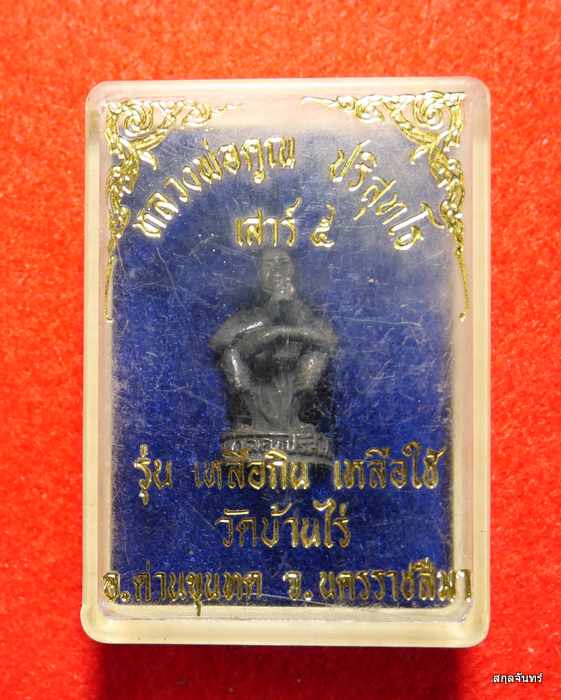 หลวงพ่อคูณ ปริสุทโธ
เสาร์ ๕
รุ่น เหลือกิน เหลือใช้
วัดบ้านไร่
อ.ด่านขุนทด จ.นครราชสีมา
สกุลจันทร์